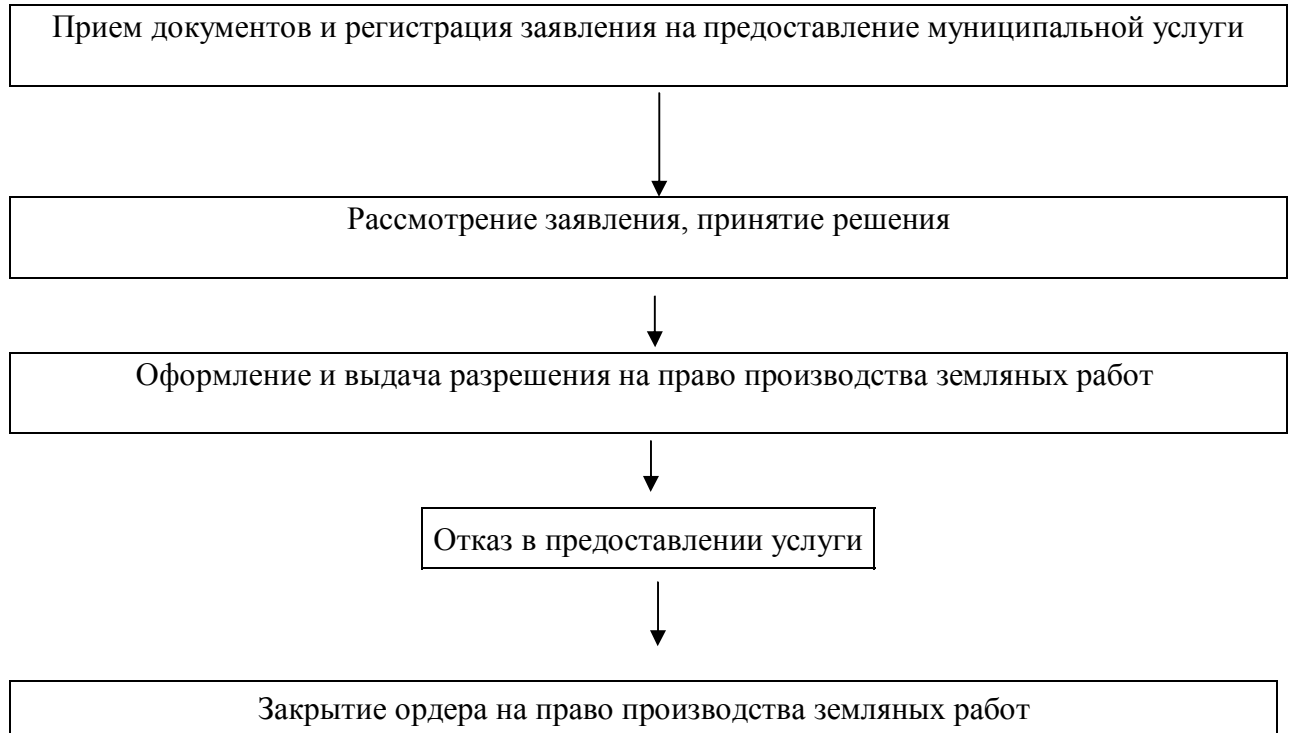 Прием документов и регистрация заявления на предоставление муниципальной услуги
Рассмотрение заявления, принятие решения
Оформление и выдача разрешения на право производства земляных работ
Отказ в предоставлении услуги
Закрытие ордера на право производства земляных работ